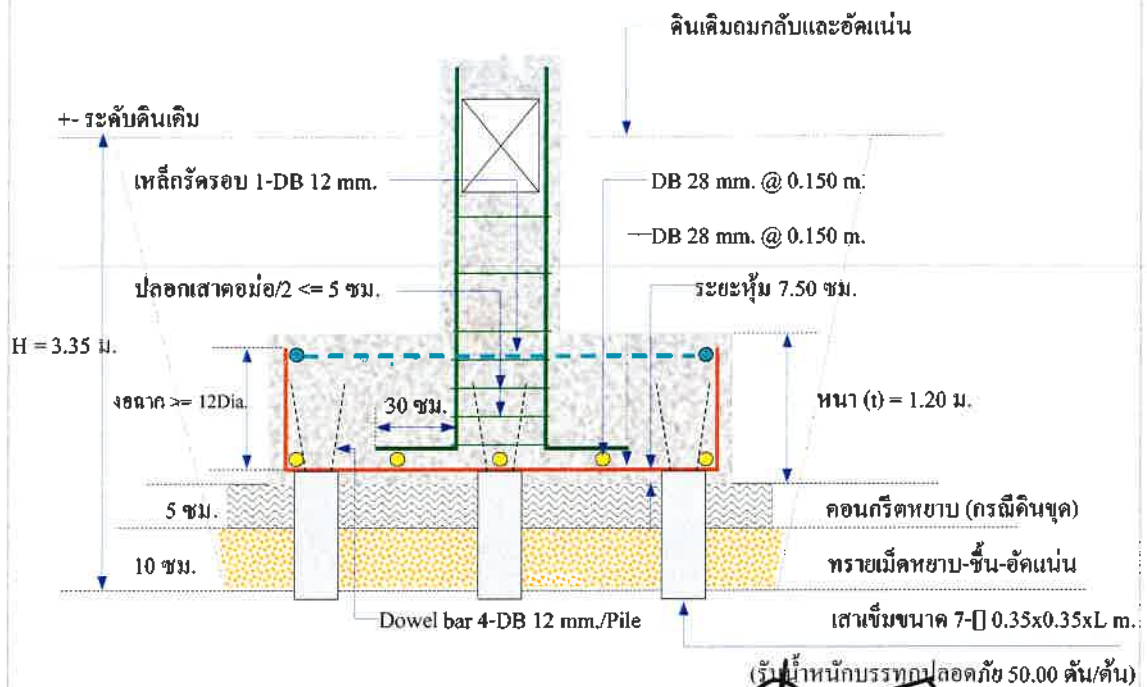 ดินเดิมถมกลับและอัดแน่น
+- ระดับดินเดิม
เหล็กรัดรอบ 1-DB 12 mm.
DB 28 mm. @ 0.150 m.
DB 28 mm. @ 0.150 m.
ปลอกเสาตอม่อ/2 <= 5 ซม.
ระยะหุ้ม 7.50 ซม.
H = 3.35 ม.
งอฉาก >= 12Dia.
30 ซม.
หนา (t) = 1.20 ม.
5 ซม.
คอนกรีตหยาบ (กรณีดินขุด)
10 ซม.
ทรายเม็ดหยาบ-ชื้น-อัดแน่น
Dowel bar 4-DB 12 mm./Pile
เสาเข็มขนาด 7-[] 0.35x0.35xL m.
(รับน้ำหนักบรรทุกปลอดภัย 50.00 ตัน/ต้น)